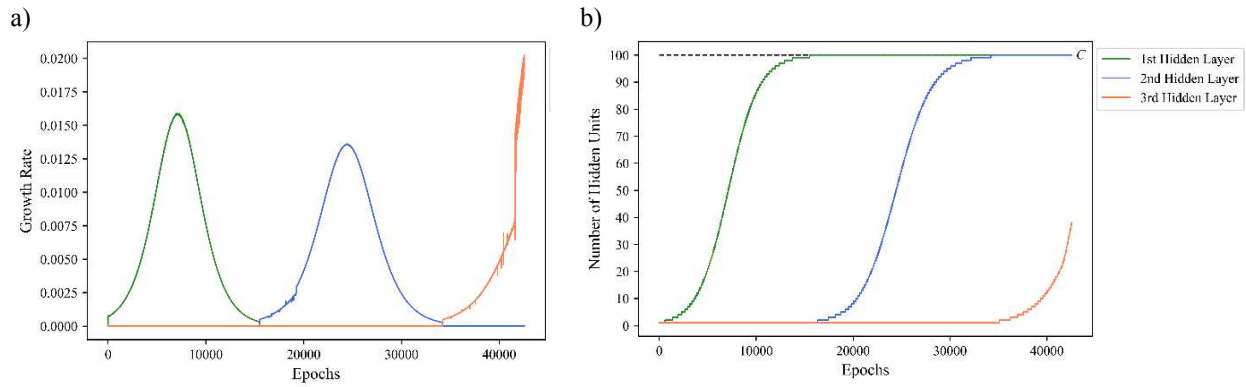 a)
0.0200
0.0175
0.0150
0.0125
0.0100
0.0075
0.0050
0.0025
0.0000
Growth Rate
0 10000 20000 30000 40000
Epochs
b)
100
90
80
70
60
50
40
30
20
10
0
Number of Hidden Units
C
0 10000 20000 30000 40000
Epochs
1st Hidden Layer
2nd Hidden Layer
3rd Hidden Layer